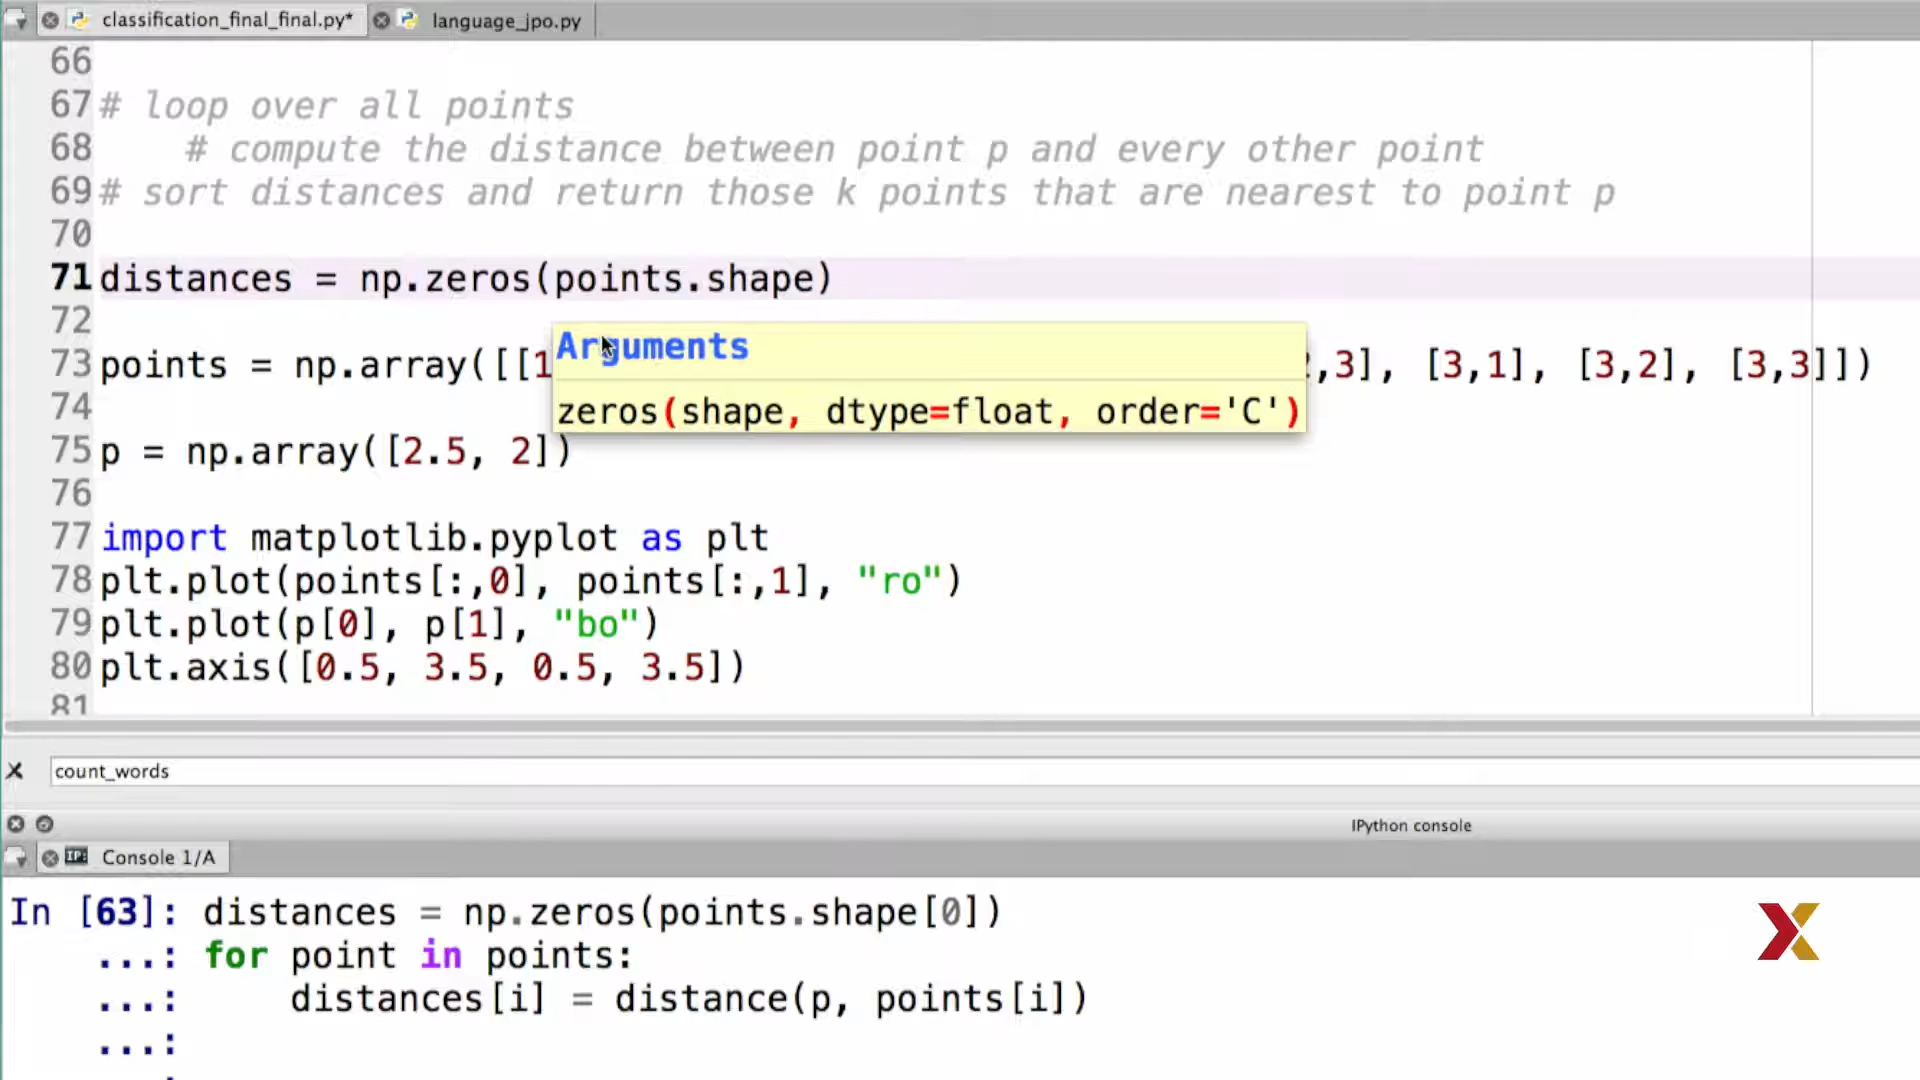 classification_final_final.py* language_jpo.py
66
67 # loop over all points
68 # compute the distance between point p and every other point
69 # sort distances and return those k points that are nearest to point p
70
71 distances = np.zeros(points.shape)
72
Arguments
73 points = np.array([[1 ,3], [3,1], [3,2], [3,3]])
74
zeros(shape, dtype=float, order='C')
75 p = np.array([2.5, 2])
76
77 import matplotlib.pyplot as plt
78 plt.plot(points[:,0], points[:,1], "ro")
79 plt.plot(p[0], p[1], "bo")
80 plt.axis([0.5, 3.5, 0.5, 3.5])
81
count_words
IPython console
IP: Console 1/A
In [63]: distances = np.zeros(points.shape[0])
...: for point in points:
...: distances[i] = distance(p, points[i])
...: